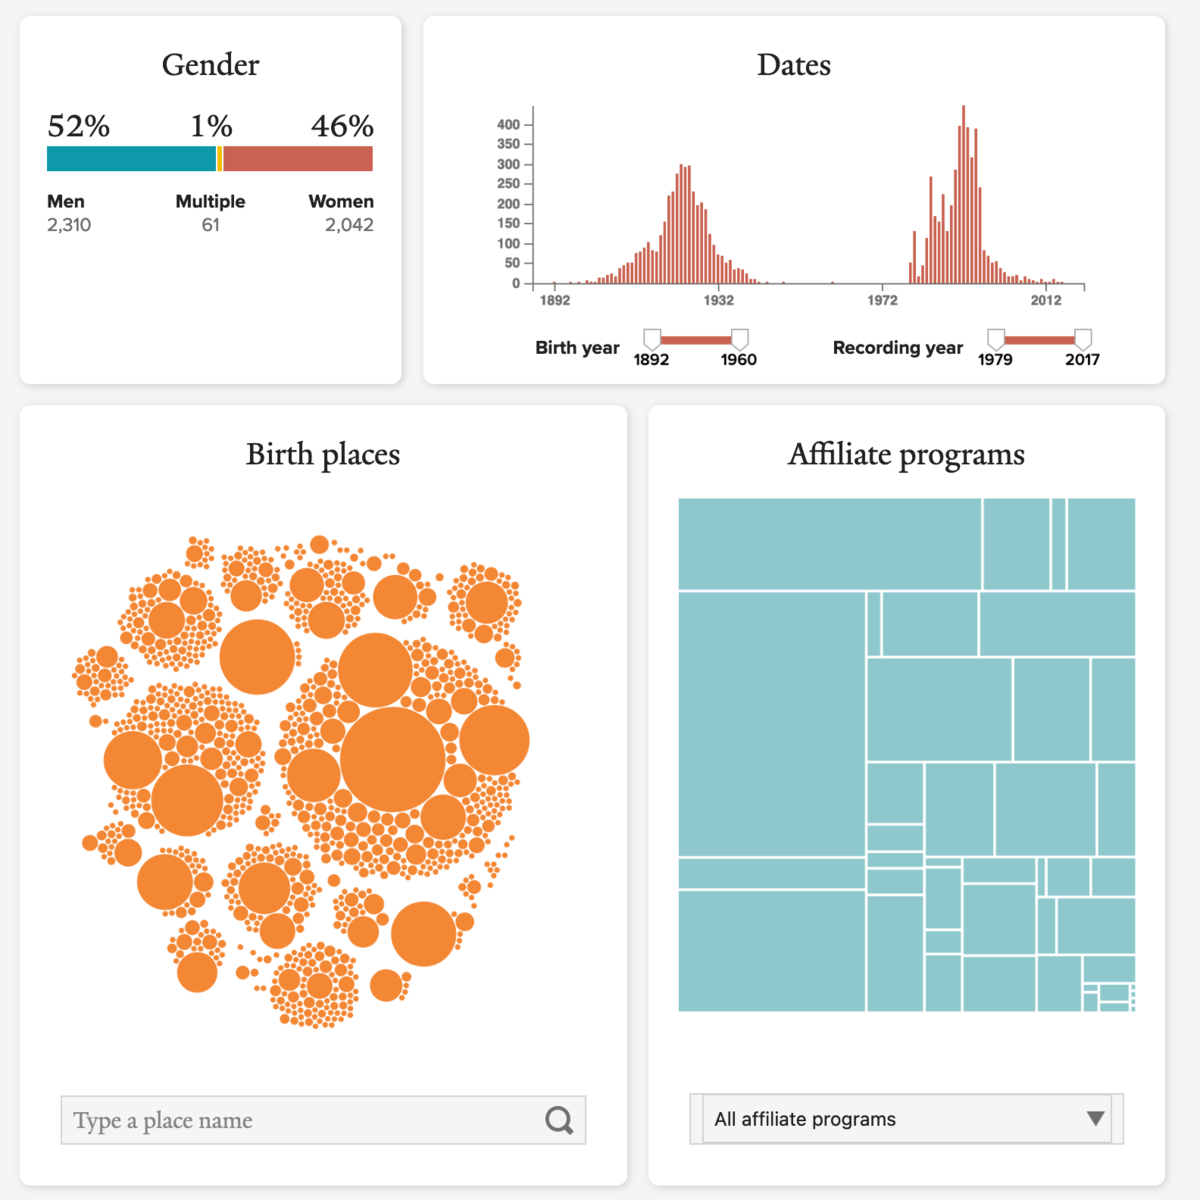 Gender
52% 1% 46%
Men Multiple Women
2,310 61 2,042
Dates
400
350
300
250
200
150
100
50
0
1892 1932 1972 2012
Birth year 1892 1960 Recording year 1979 2017
Birth places
Type a place name
Affiliate programs
All affiliate programs